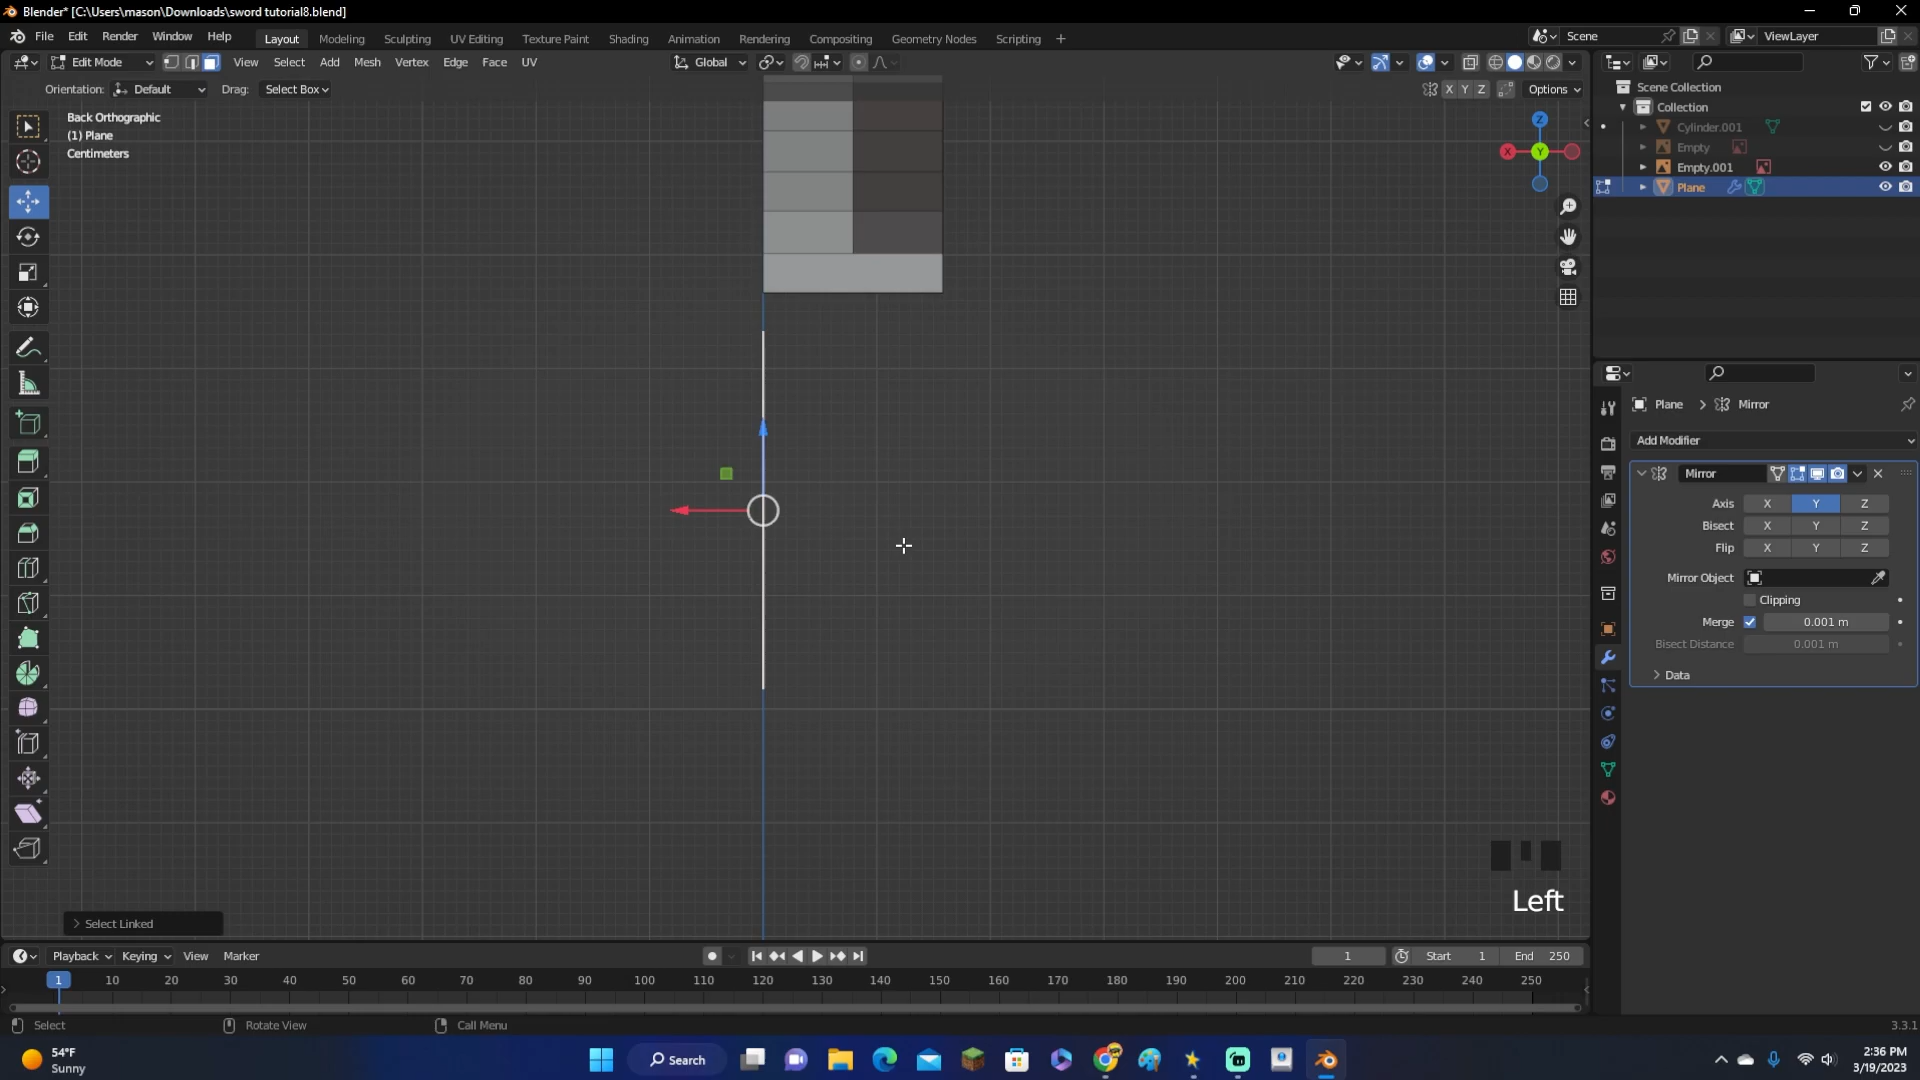 Blender* [C:\Users\mason\Downloads\sword tutorial8.blend]
File Edit Render Window Help Layout Modeling Sculpting UV Editing Texture Paint Shading Animation Rendering Compositing Geometry Nodes Scripting + Scene ViewLayer
Edit Mode View Select Add Mesh Vertex Edge Face UV Global
Orientation: Default Drag: Select Box X Y Z Options
Back Orthographic
(1) Plane
Centimeters
Z
X Y
Scene Collection
Collection
Cylinder.001
Empty
Empty.001
Plane
Plane > Mirror
Add Modifier
Mirror
Axis X Y Z
Bisect X Y Z
Flip X Y Z
Mirror Object
Clipping
Merge 0.001 m
Bisect Distance 0.001 m
Data
Left
Select Linked
Playback Keying View Marker 1 Start 1 End 250
1 10 20 30 40 50 60 70 80 90 100 110 120 130 140 150 160 170 180 190 200 210 220 230 240 250
Select Rotate View Call Menu 3.3.1
54°F
Sunny
Search
2:36 PM
3/19/2023